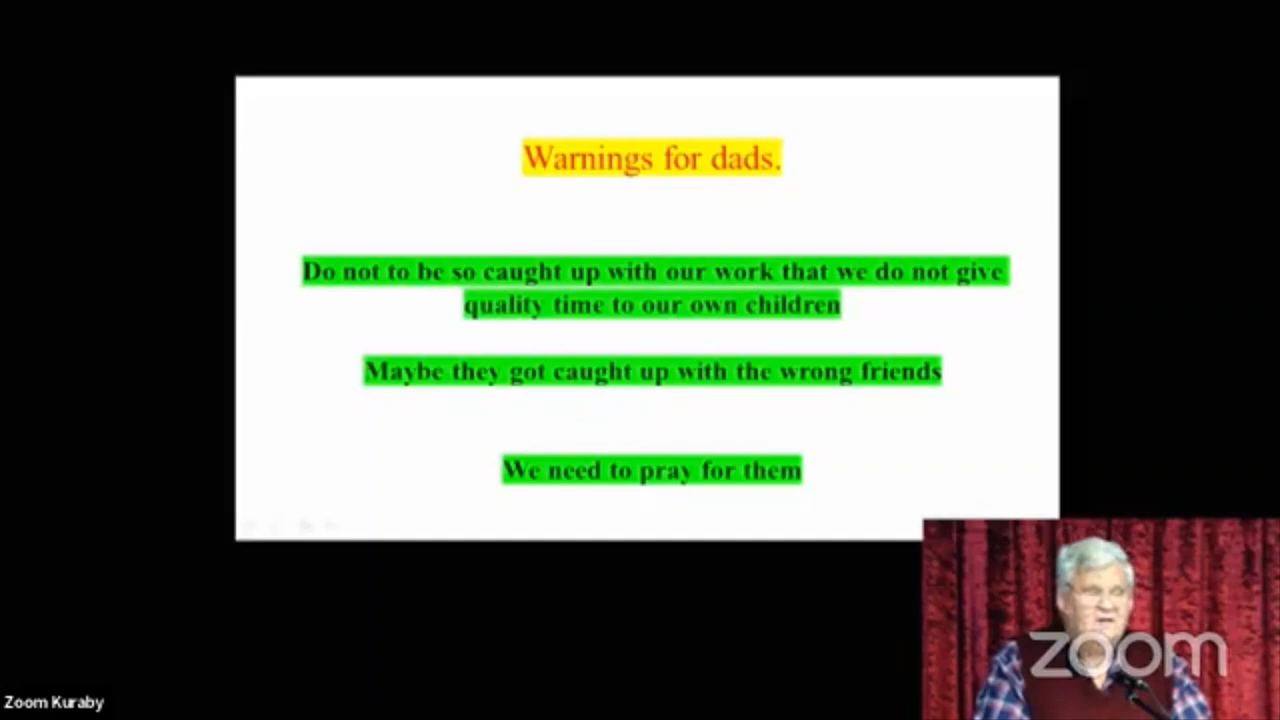 Warnings for dads.
Do not to be so caught up with our work that we do not give
quality time to our own children
Maybe they got caught up with the wrong friends
We need to pray for them
zoom
Zoom Kuraby